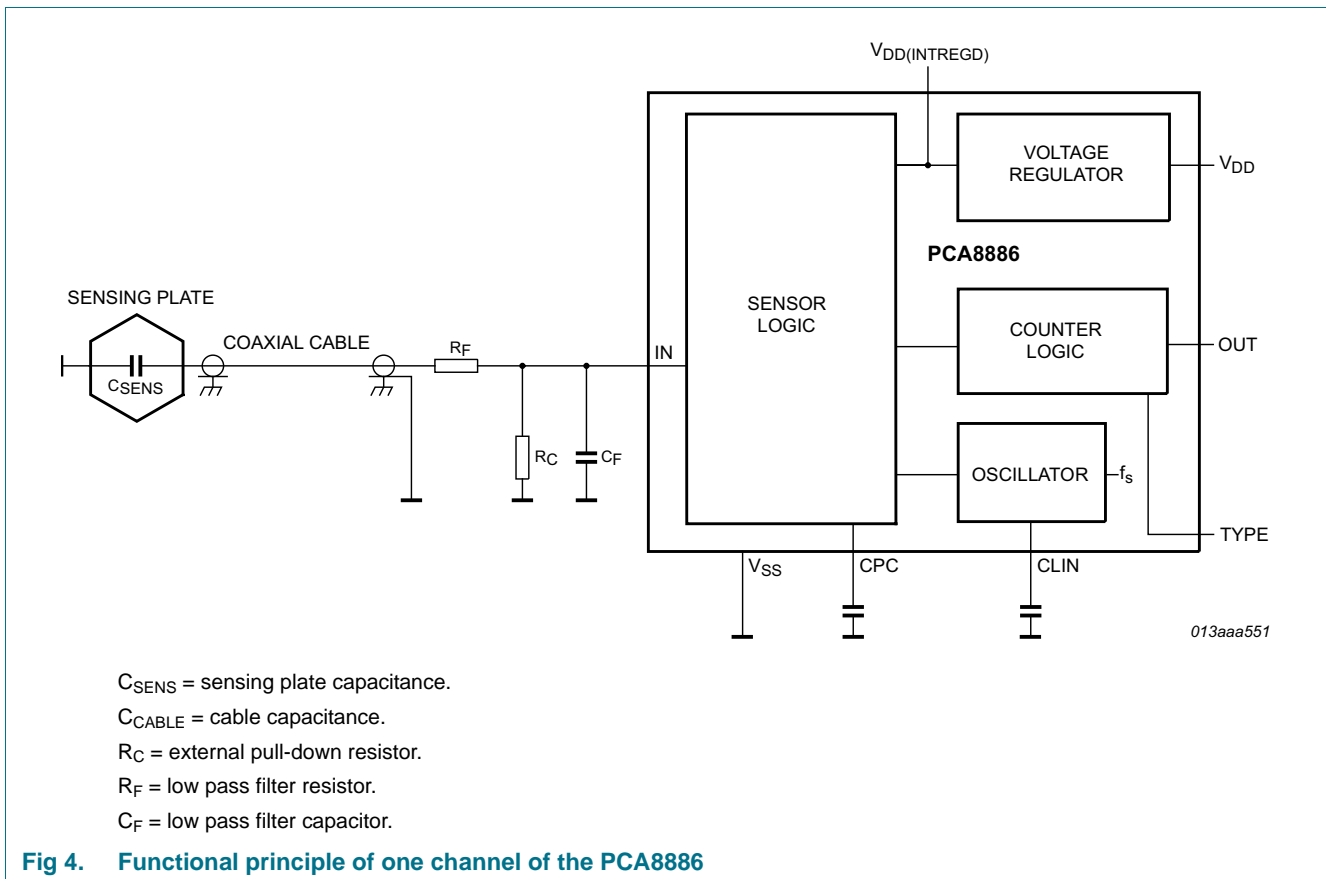 VDD(INTREGD)
VOLTAGE
REGULATOR
VDD
PCA8886
SENSING PLATE
SENSOR
LOGIC
COUNTER
LOGIC
COAXIAL CABLE
RF
IN
OUT
CSENS
RC
CF
OSCILLATOR
fs
TYPE
VSS
CPC
CLIN
013aaa551
CSENS = sensing plate capacitance.
CCABLE = cable capacitance.
RC = external pull-down resistor.
RF = low pass filter resistor.
CF = low pass filter capacitor.
Fig 4. Functional principle of one channel of the PCA8886